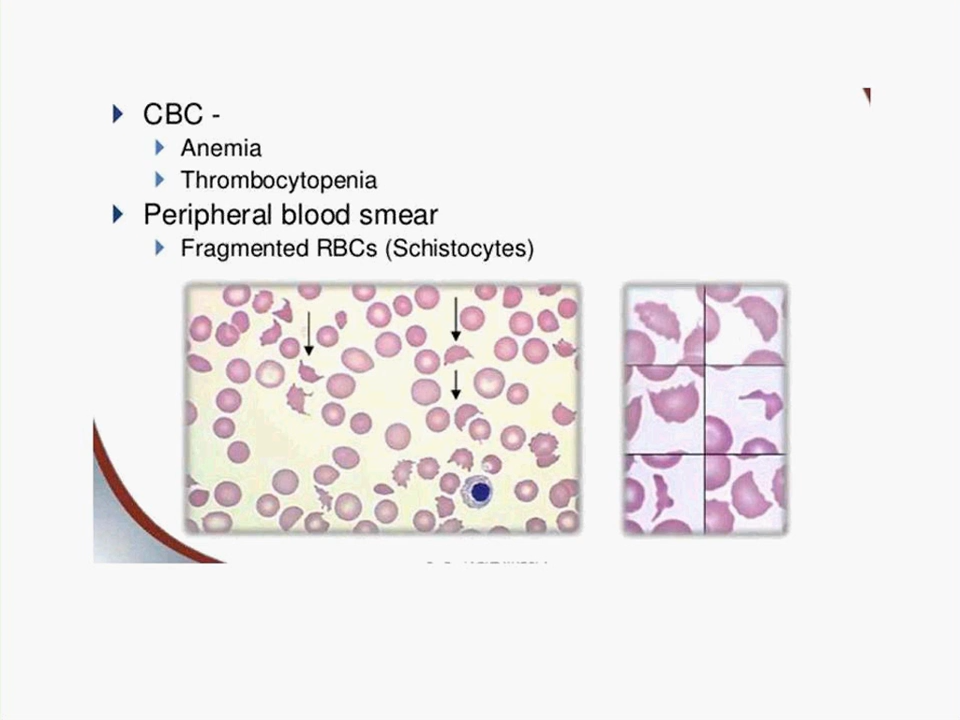 CBC -
Anemia
Thrombocytopenia
Peripheral blood smear
Fragmented RBCs (Schistocytes)